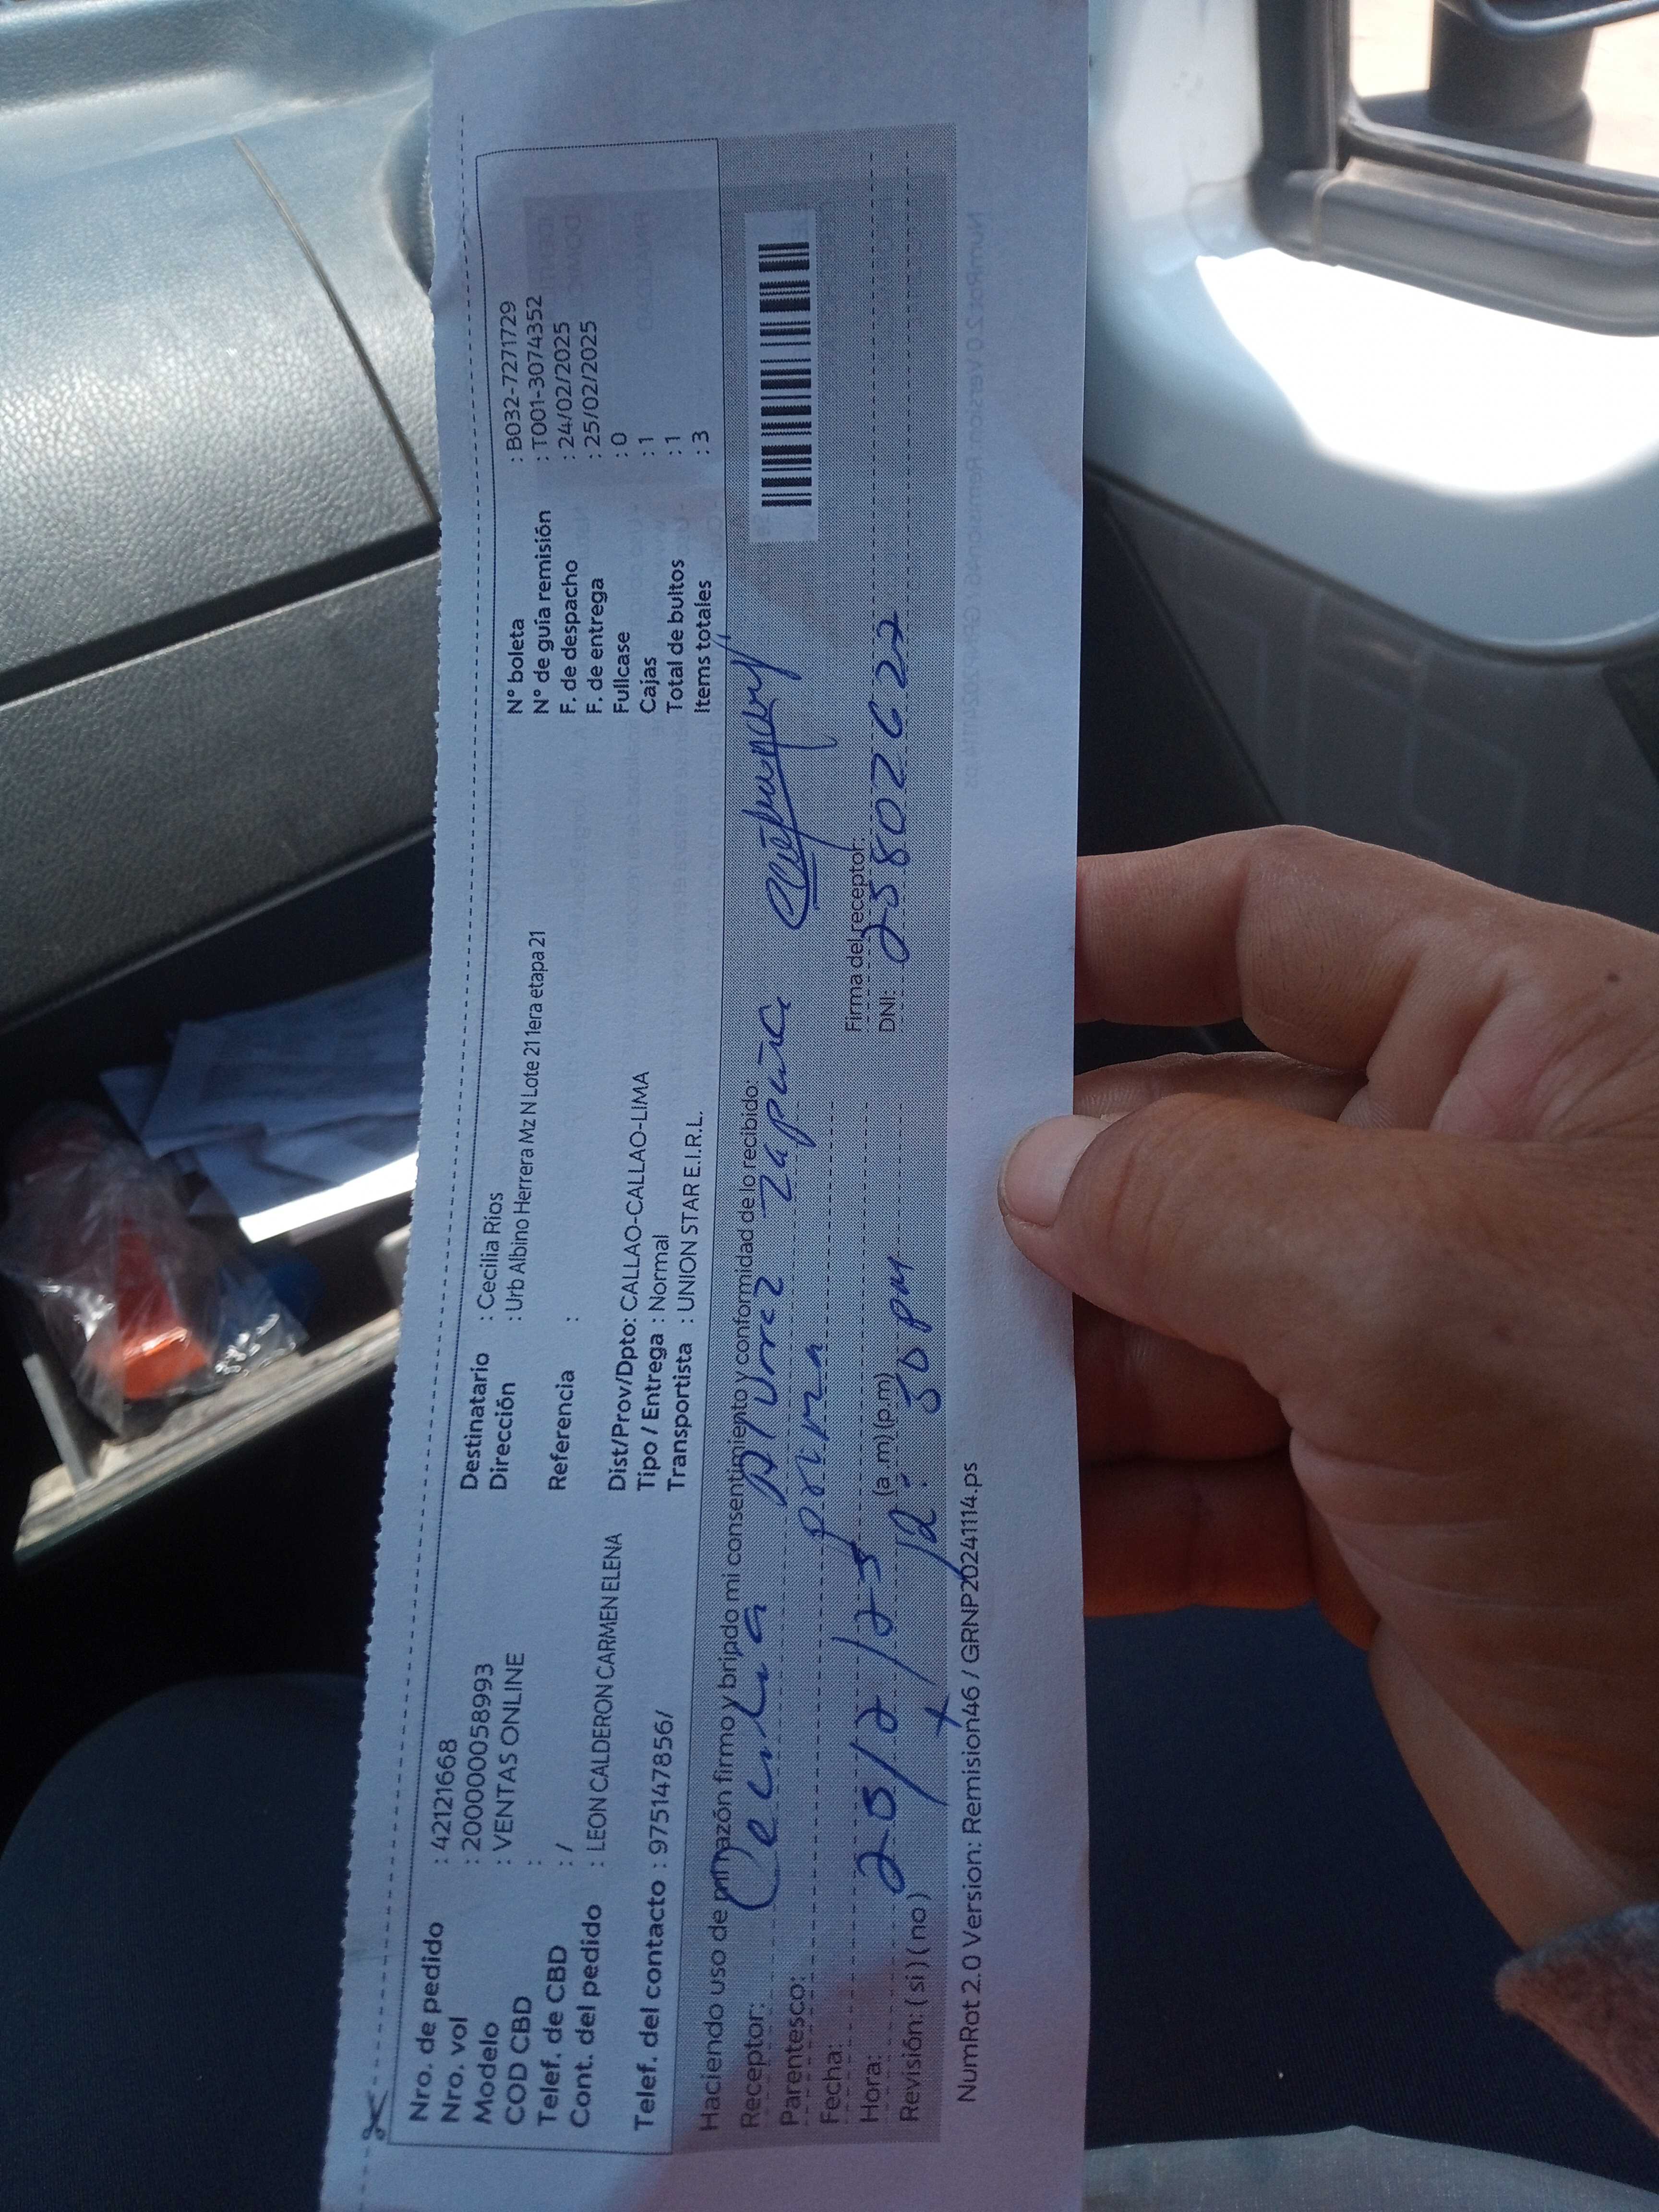 Nro. de pedido : 42121668
Nro. vol : 2000000058993
Modelo : VENTAS ONLINE
COD CBD :
Telef. de CBD : /
Cont. del pedido : LEON CALDERON CARMEN ELENA
Telef. del contacto : 975147856/
Destinatario : Cecilia Ríos
Dirección : Urb Albino Herrera Mz N Lote 21 1era etapa 21
Referencia :
Dist/Prov/Dpto: CALLAO-CALLAO-LIMA
Tipo / Entrega : Normal
Transportista : UNION STAR E.I.R.L.
N° boleta : B032-7271729
N° de guía remisión : T001-3074352
F. de despacho : 24/02/2025
F. de entrega : 25/02/2025
Fullcase : 0
Cajas : 1
Total de bultos : 1
Items totales : 3
Haciendo uso de mi razón firmo y brindo mi consentimiento y conformidad de lo recibido:
Receptor: Cecilia Alvarez Zapata
Parentesco: prima
Fecha: 25/2/25
Hora: 12:50 pm (a.m)(p.m)
Revisión: (si) (no)
Firma del receptor:
DNI: 25802627
NumRot 2.0 Version: Remision46 / GRNP20241114.ps